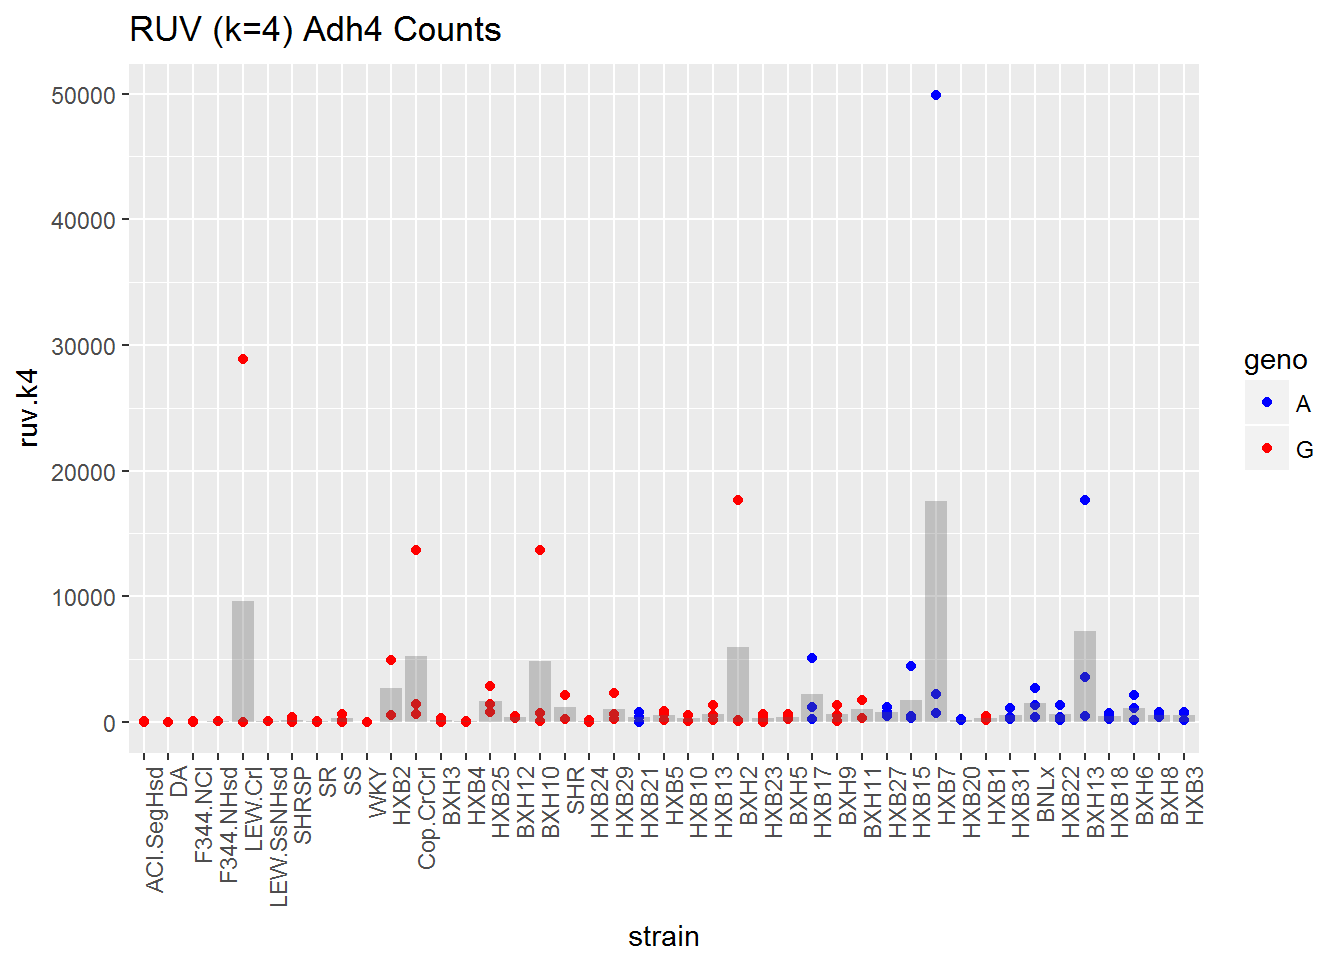 RUV (k=4) Adh4 Counts
50000
40000
30000
20000
10000
0
ruv.k4
ACI.SegHsd
DA
F344.NCI
F344.NHsd
LEW.Crl
LEW.SsNHsd
SHRSP
SR
SS
WKY
HXB2
Cop.CrCrl
BXH3
HXB4
HXB25
BXH12
BXH10
SHR
HXB24
HXB29
HXB21
HXB5
HXB10
HXB13
BXH2
HXB23
BXH5
HXB17
BXH9
BXH11
HXB27
HXB15
HXB7
HXB20
HXB1
HXB31
BNLx
HXB22
BXH13
HXB18
BXH6
BXH8
HXB3
strain
geno
A
G